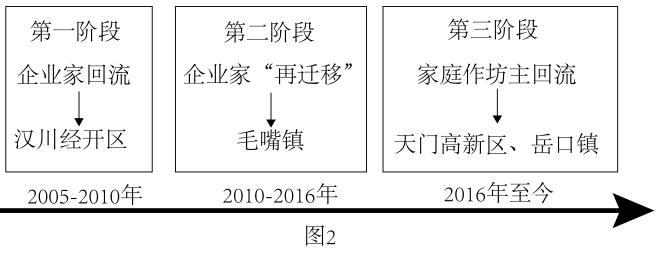 第一阶段
企业家回流
汉川经开区
2005-2010年
第二阶段
企业家“再迁移”
毛嘴镇
2010-2016年
第三阶段
家庭作坊主回流
天门高新区、岳口镇
2016年至今
图2